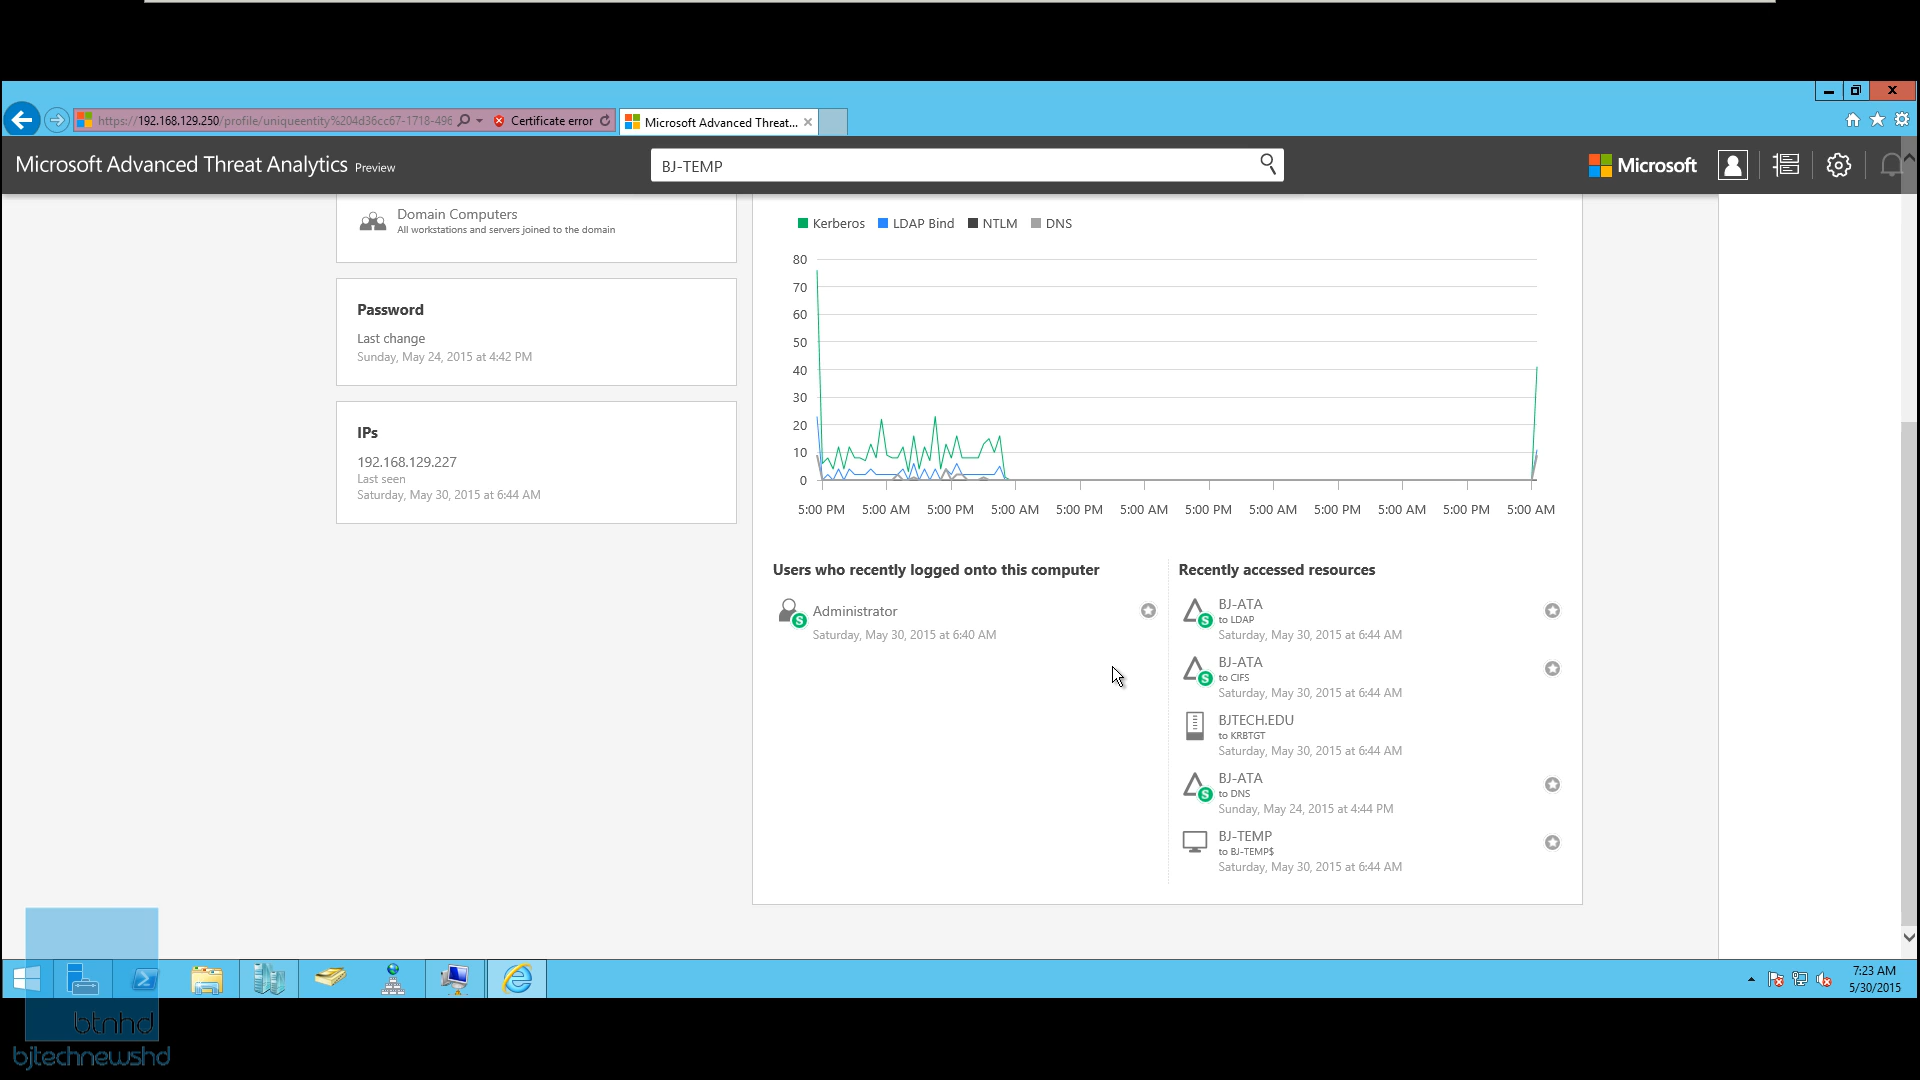 https://192.168.129.250/profile/uniqueentity%204d36cc67-1718-496
Certificate error
Microsoft Advanced Threat...
Microsoft Advanced Threat Analytics Preview
BJ-TEMP
Microsoft
Domain Computers
All workstations and servers joined to the domain
Password
Last change
Sunday, May 24, 2015 at 4:42 PM
IPs
192.168.129.227
Last seen
Saturday, May 30, 2015 at 6:44 AM
Kerberos LDAP Bind NTLM DNS
80
70
60
50
40
30
20
10
0
5:00 PM 5:00 AM 5:00 PM 5:00 AM 5:00 PM 5:00 AM 5:00 PM 5:00 AM 5:00 PM 5:00 AM 5:00 PM 5:00 AM
Users who recently logged onto this computer
S
Administrator
Saturday, May 30, 2015 at 6:40 AM
Recently accessed resources
S
BJ-ATA
to LDAP
Saturday, May 30, 2015 at 6:44 AM
S
BJ-ATA
to CIFS
Saturday, May 30, 2015 at 6:44 AM
BJTECH.EDU
to KRBTGT
Saturday, May 30, 2015 at 6:44 AM
S
BJ-ATA
to DNS
Sunday, May 24, 2015 at 4:44 PM
BJ-TEMP
to BJ-TEMP$
Saturday, May 30, 2015 at 6:44 AM
7:23 AM
5/30/2015
btnhd
bjtechnewshd